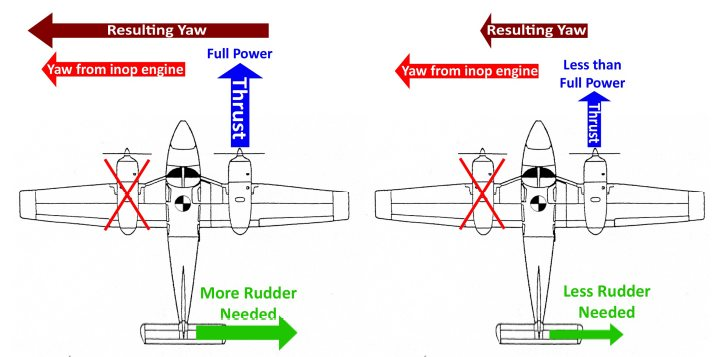 Resulting Yaw
Full Power
Yaw from inop engine
Thrust
More Rudder
Needed
Resulting Yaw
Less than
Full Power
Yaw from inop engine
Thrust
Less Rudder
Needed